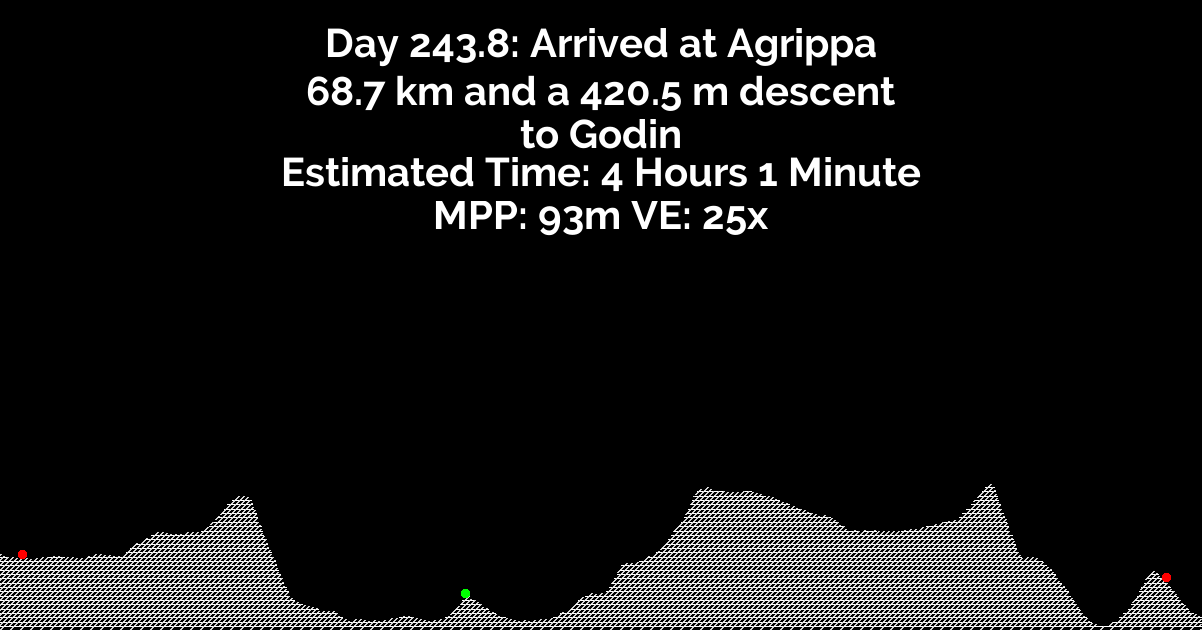 Day 243.8: Arrived at Agrippa
68.7 km and a 420.5 m descent
to Godin
Estimated Time: 4 Hours 1 Minute
MPP: 93m VE: 25x